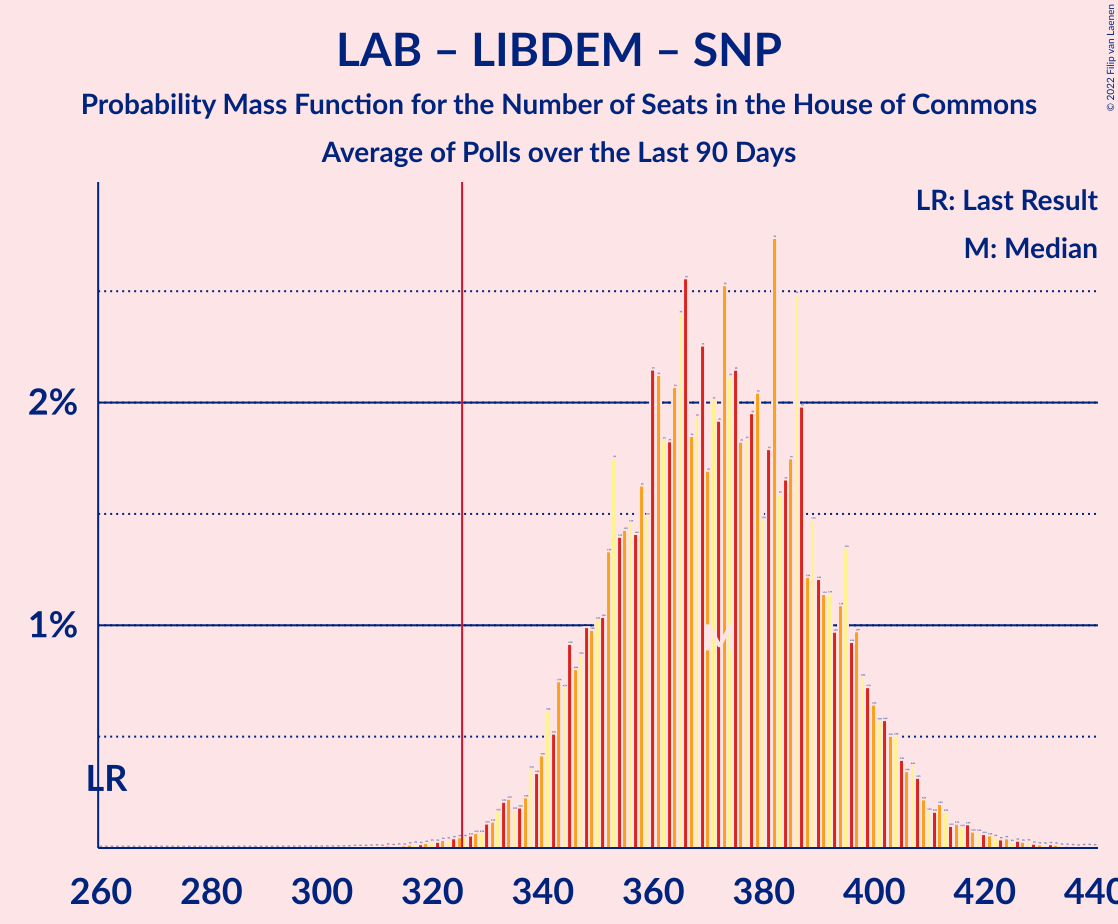 LAB – LIBDEM – SNP
Probability Mass Function for the Number of Seats in the House of Commons
Average of Polls over the Last 90 Days
© 2022 Filip van Laenen
LR: Last Result
M: Median
2%
1%
LR
M
260 280 300 320 340 360 380 400 420 440